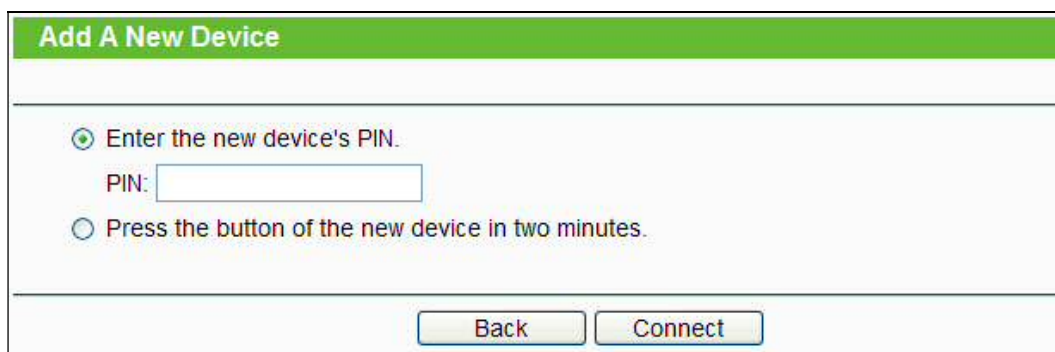 Add A New Device
Enter the new device's PIN.
PIN:
Press the button of the new device in two minutes.
Back Connect